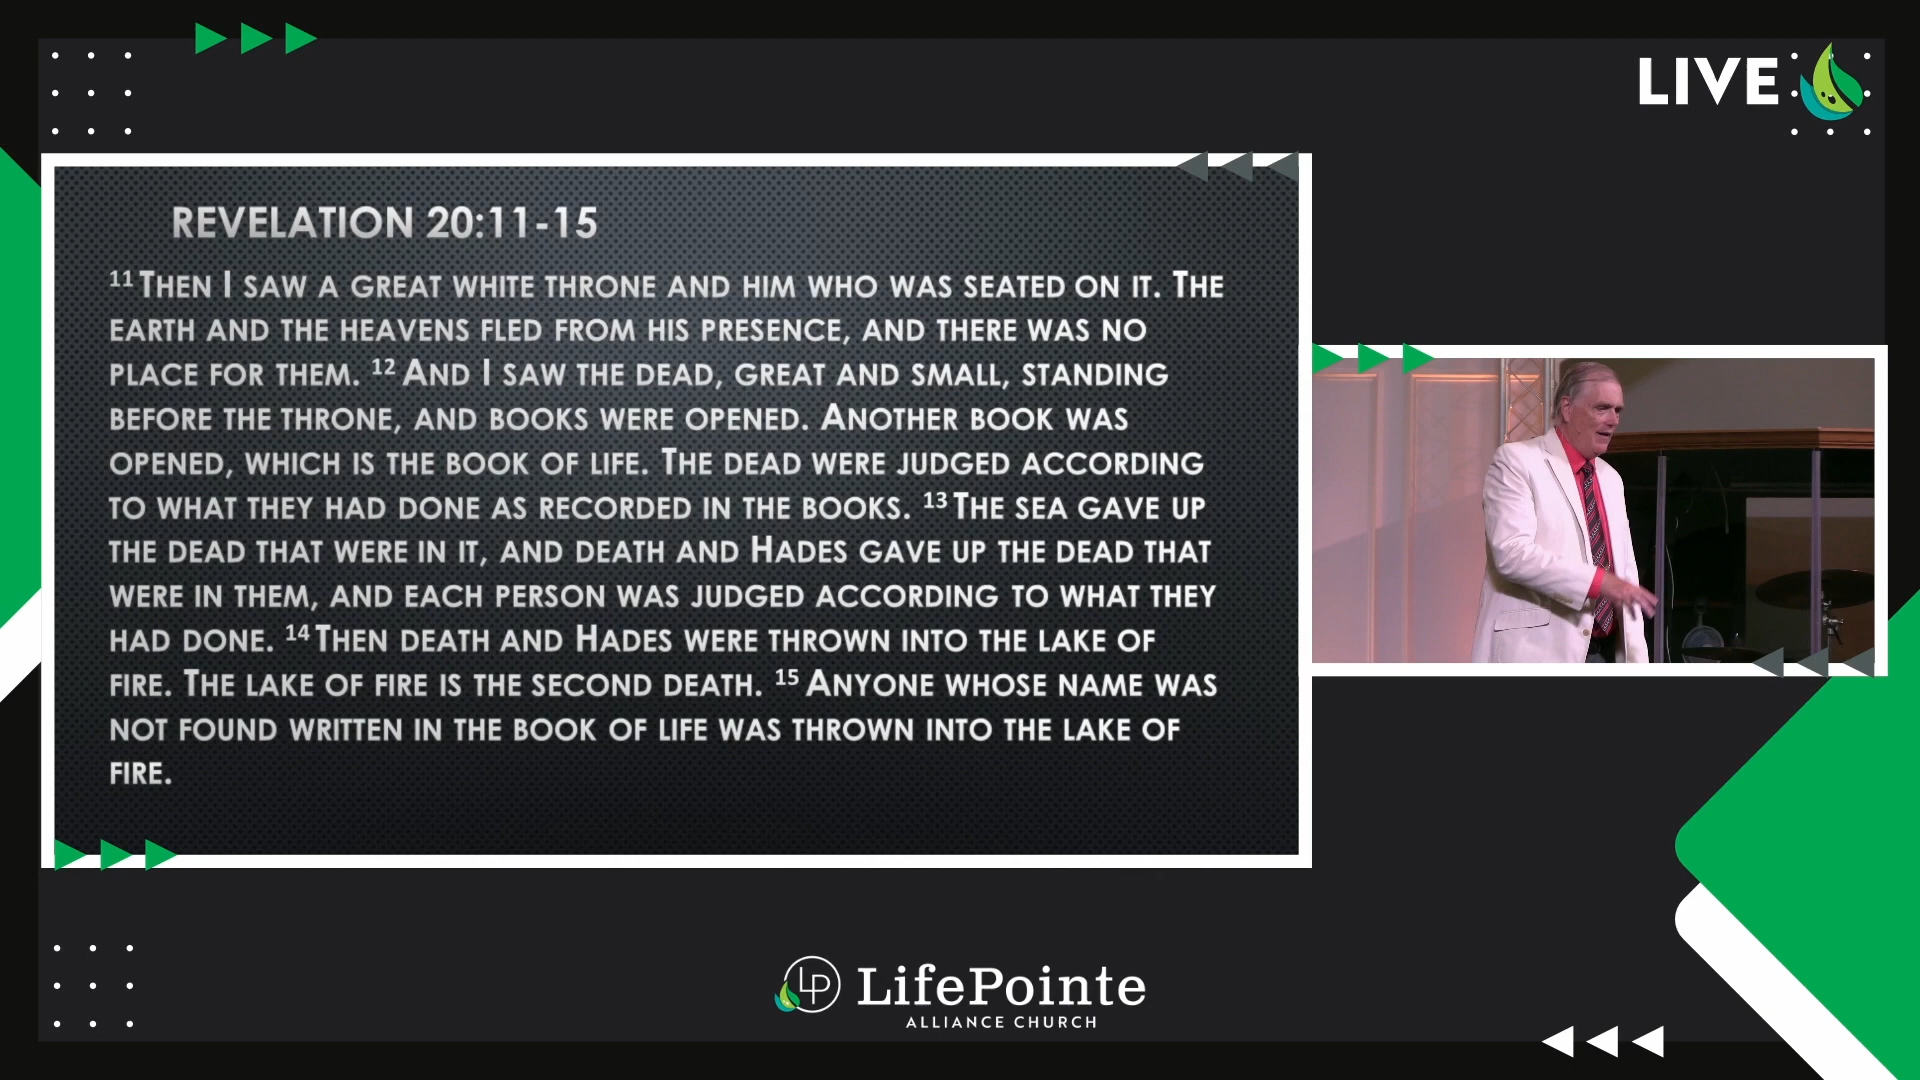 LIVE
REVELATION 20:11-15
11 THEN I SAW A GREAT WHITE THRONE AND HIM WHO WAS SEATED ON IT. THE
EARTH AND THE HEAVENS FLED FROM HIS PRESENCE, AND THERE WAS NO
PLACE FOR THEM. 12 AND I SAW THE DEAD, GREAT AND SMALL, STANDING
BEFORE THE THRONE, AND BOOKS WERE OPENED. ANOTHER BOOK WAS
OPENED, WHICH IS THE BOOK OF LIFE. THE DEAD WERE JUDGED ACCORDING
TO WHAT THEY HAD DONE AS RECORDED IN THE BOOKS. 13 THE SEA GAVE UP
THE DEAD THAT WERE IN IT, AND DEATH AND HADES GAVE UP THE DEAD THAT
WERE IN THEM, AND EACH PERSON WAS JUDGED ACCORDING TO WHAT THEY
HAD DONE. 14 THEN DEATH AND HADES WERE THROWN INTO THE LAKE OF
FIRE. THE LAKE OF FIRE IS THE SECOND DEATH. 15 ANYONE WHOSE NAME WAS
NOT FOUND WRITTEN IN THE BOOK OF LIFE WAS THROWN INTO THE LAKE OF
FIRE.
LP LifePointe
ALLIANCE CHURCH